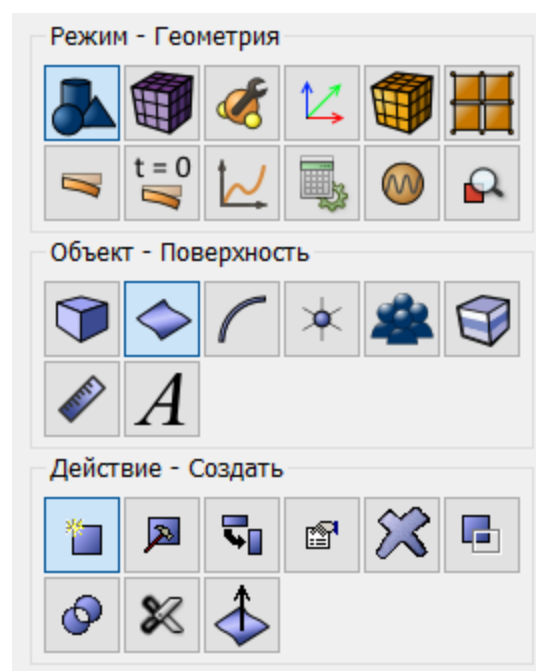 Режим - Геометрия
t = 0
Объект - Поверхность
A
Действие - Создать